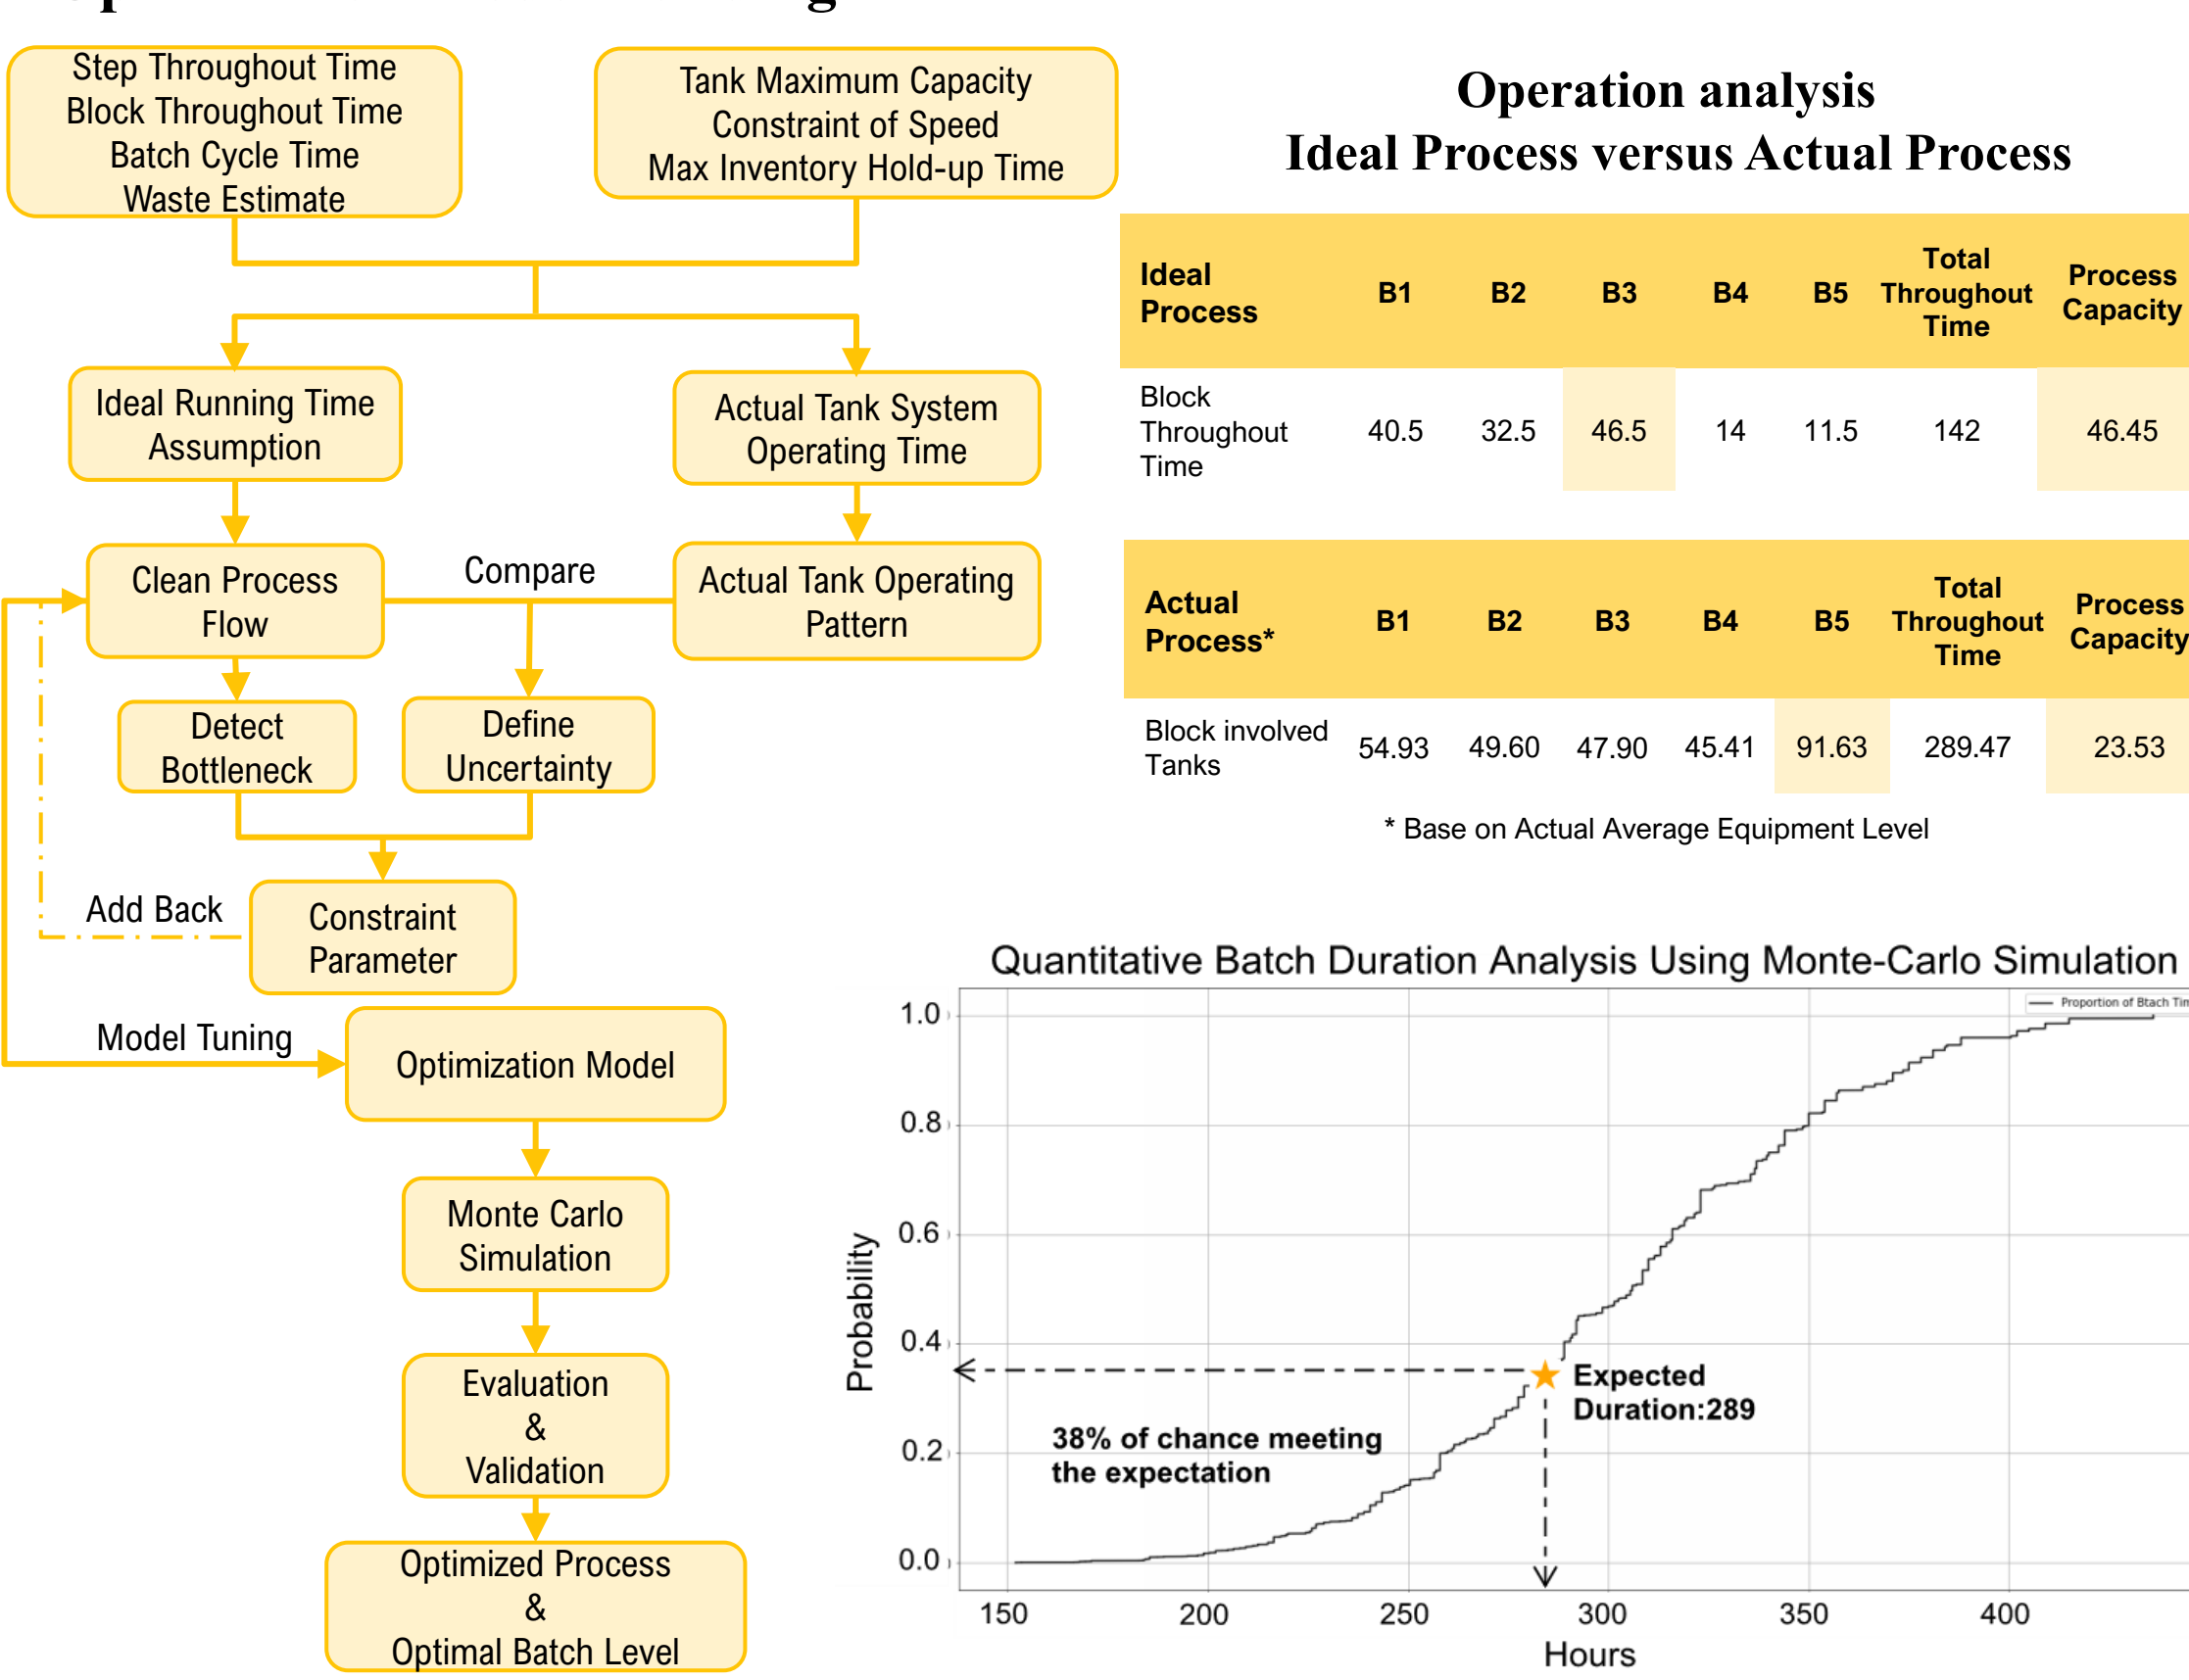 Step Throughout Time
Block Throughout Time
Batch Cycle Time
Waste Estimate
Tank Maximum Capacity
Constraint of Speed
Max Inventory Hold-up Time
Ideal Running Time
Assumption
Actual Tank System
Operating Time
Clean Process
Flow
Compare
Actual Tank Operating
Pattern
Detect
Bottleneck
Define
Uncertainty
Add Back
Constraint
Parameter
Model Tuning
Optimization Model
Monte Carlo
Simulation
Evaluation
&
Validation
Optimized Process
&
Optimal Batch Level
Operation analysis
Ideal Process versus Actual Process
Ideal Process B1 B2 B3 B4 B5 Total Throughout Time Process Capacity
Block Throughout Time 40.5 32.5 46.5 14 11.5 142 46.45
Actual Process* B1 B2 B3 B4 B5 Total Throughout Time Process Capacity
Block involved Tanks 54.93 49.60 47.90 45.41 91.63 289.47 23.53
* Base on Actual Average Equipment Level
Quantitative Batch Duration Analysis Using Monte-Carlo Simulation
Proportion of Btach Tim
1.0
0.8
0.6
0.4
0.2
0.0
Probability
Expected
Duration:289
38% of chance meeting
the expectation
150 200 250 300 350 400
Hours